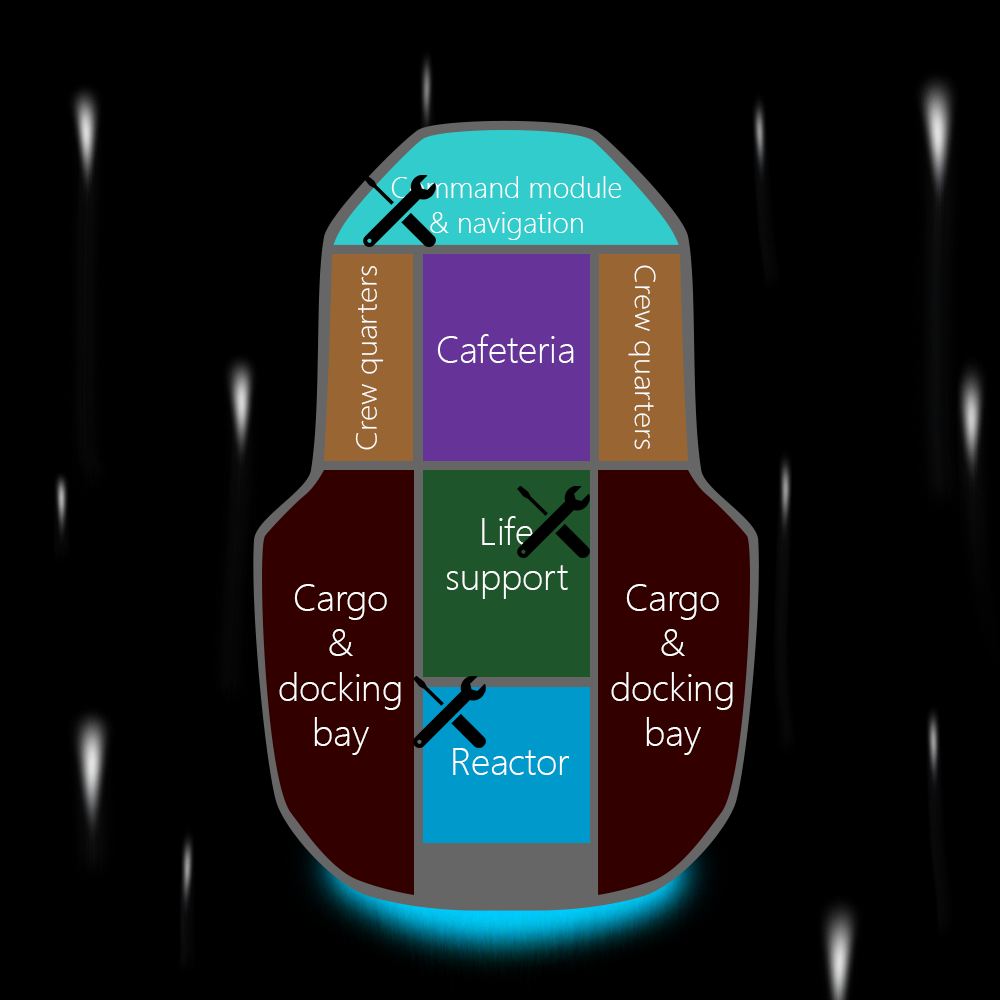 Command module
& navigation
Crew quarters
Cafeteria
Crew quarters
Life
support
Cargo
&
docking
bay
Cargo
&
docking
bay
Reactor